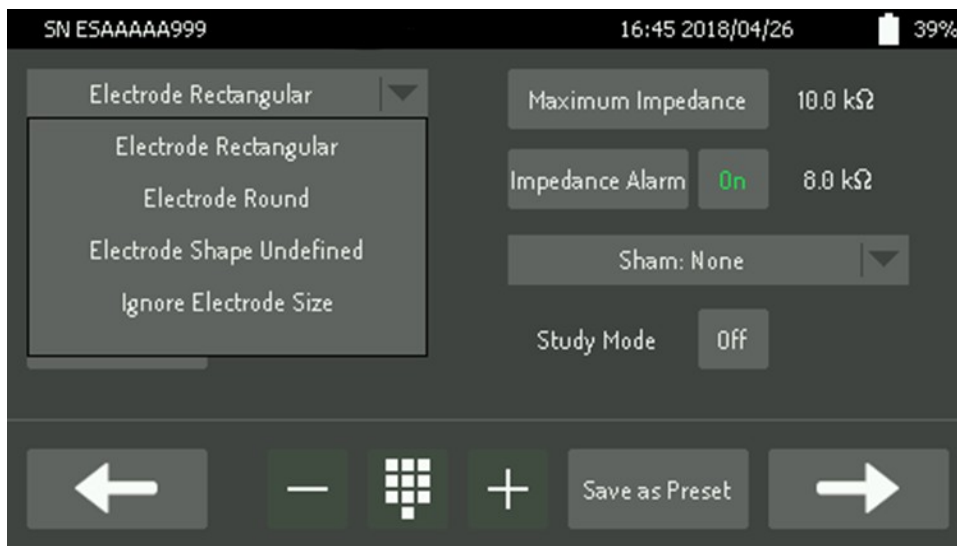 SN ESAAAAA999 16:45 2018/04/26 39%
Electrode Rectangular
Electrode Rectangular
Electrode Round
Electrode Shape Undefined
Ignore Electrode Size
Maximum Impedance 10.0 kΩ
Impedance Alarm On 8.0 kΩ
Sham: None
Study Mode Off
Save as Preset